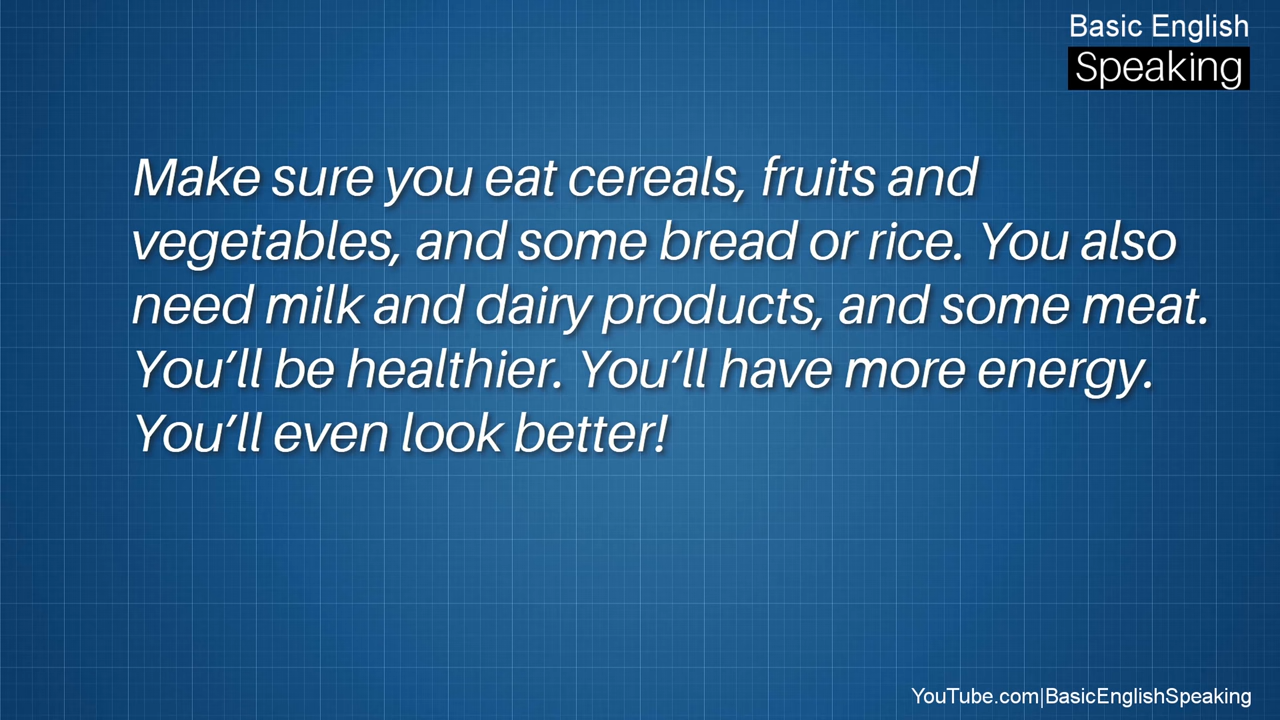 Basic English
Speaking
Make sure you eat cereals, fruits and
vegetables, and some bread or rice. You also
need milk and dairy products, and some meat.
You’ll be healthier. You’ll have more energy.
You’ll even look better!
YouTube.com|BasicEnglishSpeaking